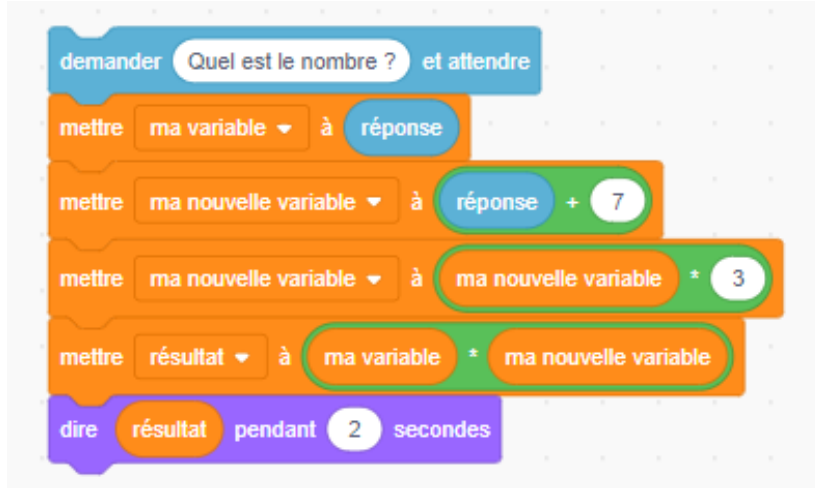 demander Quel est le nombre ? et attendre
mettre ma variable à réponse
mettre ma nouvelle variable à réponse + 7
mettre ma nouvelle variable à ma nouvelle variable * 3
mettre résultat à ma variable * ma nouvelle variable
dire résultat pendant 2 secondes